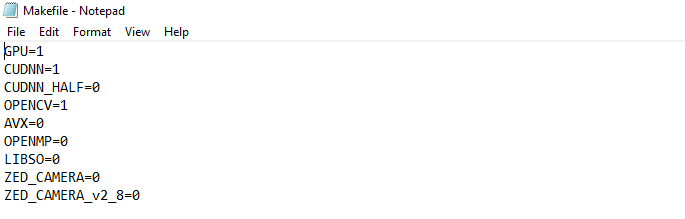 Makefile - Notepad
File Edit Format View Help
GPU=1
CUDNN=1
CUDNN_HALF=0
OPENCV=1
AVX=0
OPENMP=0
LIBSO=0
ZED_CAMERA=0
ZED_CAMERA_v2_8=0